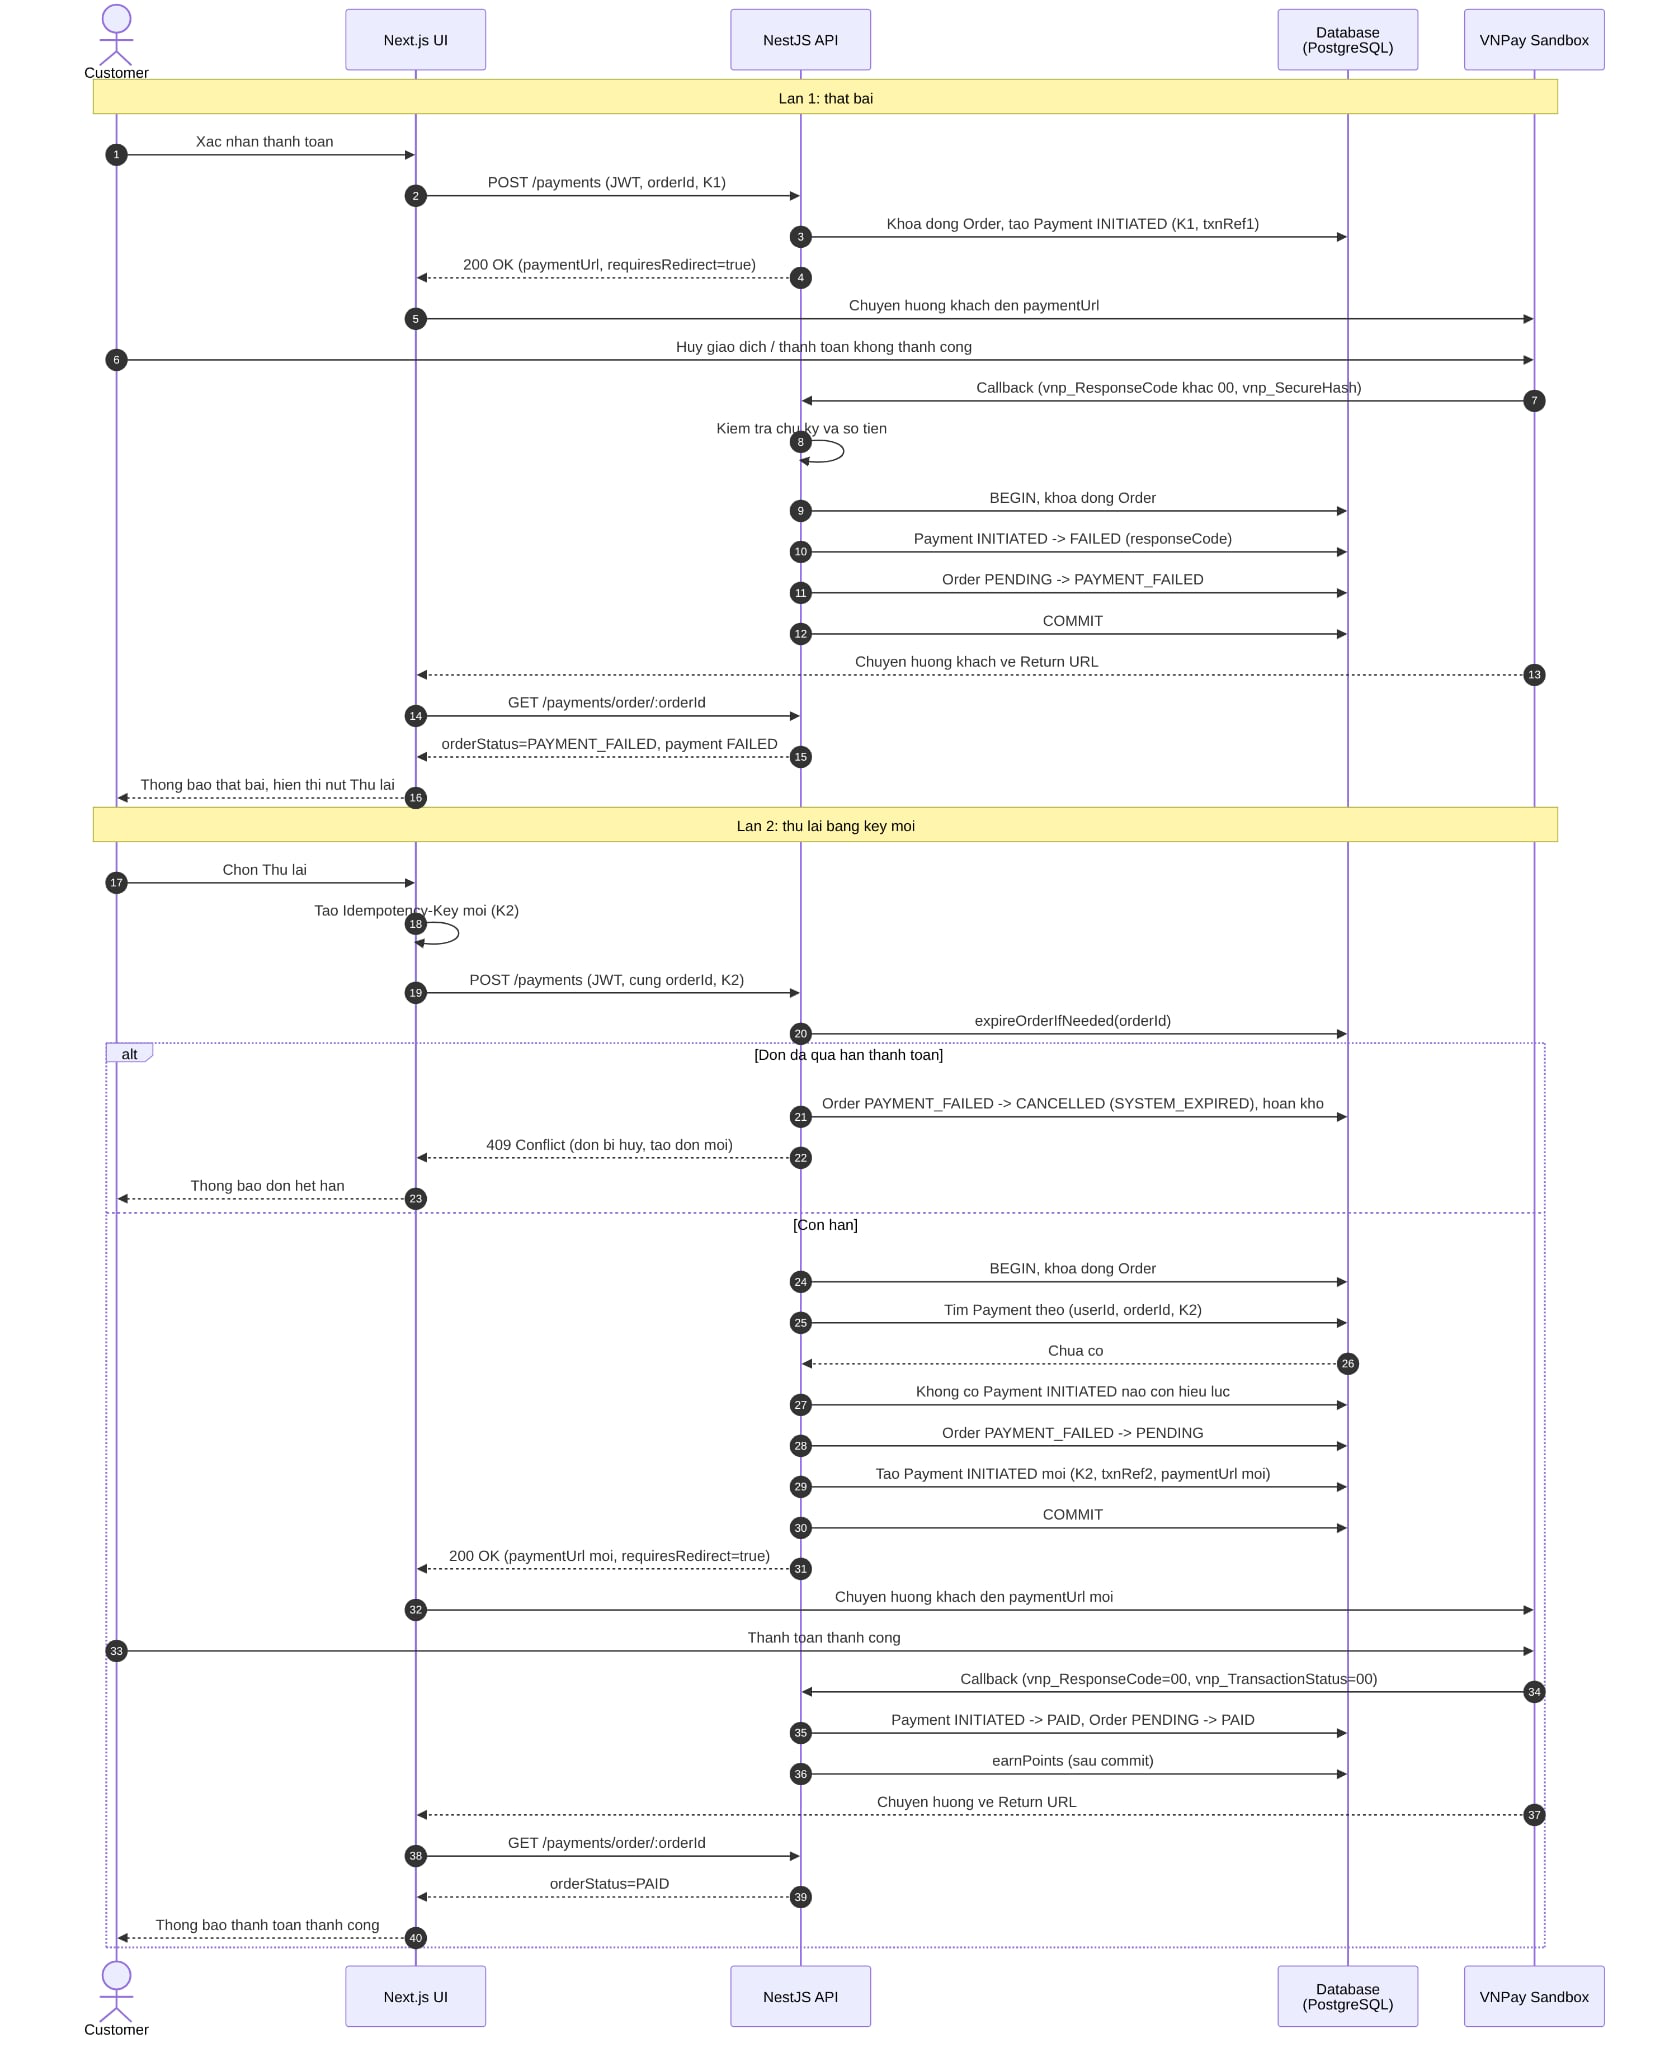 Customer
Next.js UI
NestJS API
Database
(PostgreSQL)
VNPay Sandbox
Lan 1: that bai
1 Xac nhan thanh toan
2 POST /payments (JWT, orderId, K1)
3 Khoa dong Order, tao Payment INITIATED (K1, txnRef1)
200 OK (paymentUrl, requiresRedirect=true) 4
5 Chuyen huong khach den paymentUrl
6 Huy giao dich / thanh toan khong thanh cong
Callback (vnp_ResponseCode khac 00, vnp_SecureHash) 7
Kiem tra chu ky va so tien
8
9 BEGIN, khoa dong Order
10 Payment INITIATED -> FAILED (responseCode)
11 Order PENDING -> PAYMENT_FAILED
12 COMMIT
Chuyen huong khach ve Return URL 13
14 GET /payments/order/:orderId
orderStatus=PAYMENT_FAILED, payment FAILED 15
Thong bao that bai, hien thi nut Thu lai 16
Lan 2: thu lai bang key moi
17 Chon Thu lai
Tao Idempotency-Key moi (K2)
18
19 POST /payments (JWT, cung orderId, K2)
20 expireOrderIfNeeded(orderId)
alt [Don da qua han thanh toan]
21 Order PAYMENT_FAILED -> CANCELLED (SYSTEM_EXPIRED), hoan kho
409 Conflict (don bi huy, tao don moi) 22
Thong bao don het han 23
[Con han]
24 BEGIN, khoa dong Order
25 Tim Payment theo (userId, orderId, K2)
Chua co 26
27 Khong co Payment INITIATED nao con hieu luc
28 Order PAYMENT_FAILED -> PENDING
29 Tao Payment INITIATED moi (K2, txnRef2, paymentUrl moi)
30 COMMIT
200 OK (paymentUrl moi, requiresRedirect=true) 31
32 Chuyen huong khach den paymentUrl moi
33 Thanh toan thanh cong
Callback (vnp_ResponseCode=00, vnp_TransactionStatus=00) 34
35 Payment INITIATED -> PAID, Order PENDING -> PAID
36 earnPoints (sau commit)
Chuyen huong ve Return URL 37
38 GET /payments/order/:orderId
orderStatus=PAID 39
Thong bao thanh toan thanh cong 40
Customer
Next.js UI
NestJS API
Database
(PostgreSQL)
VNPay Sandbox